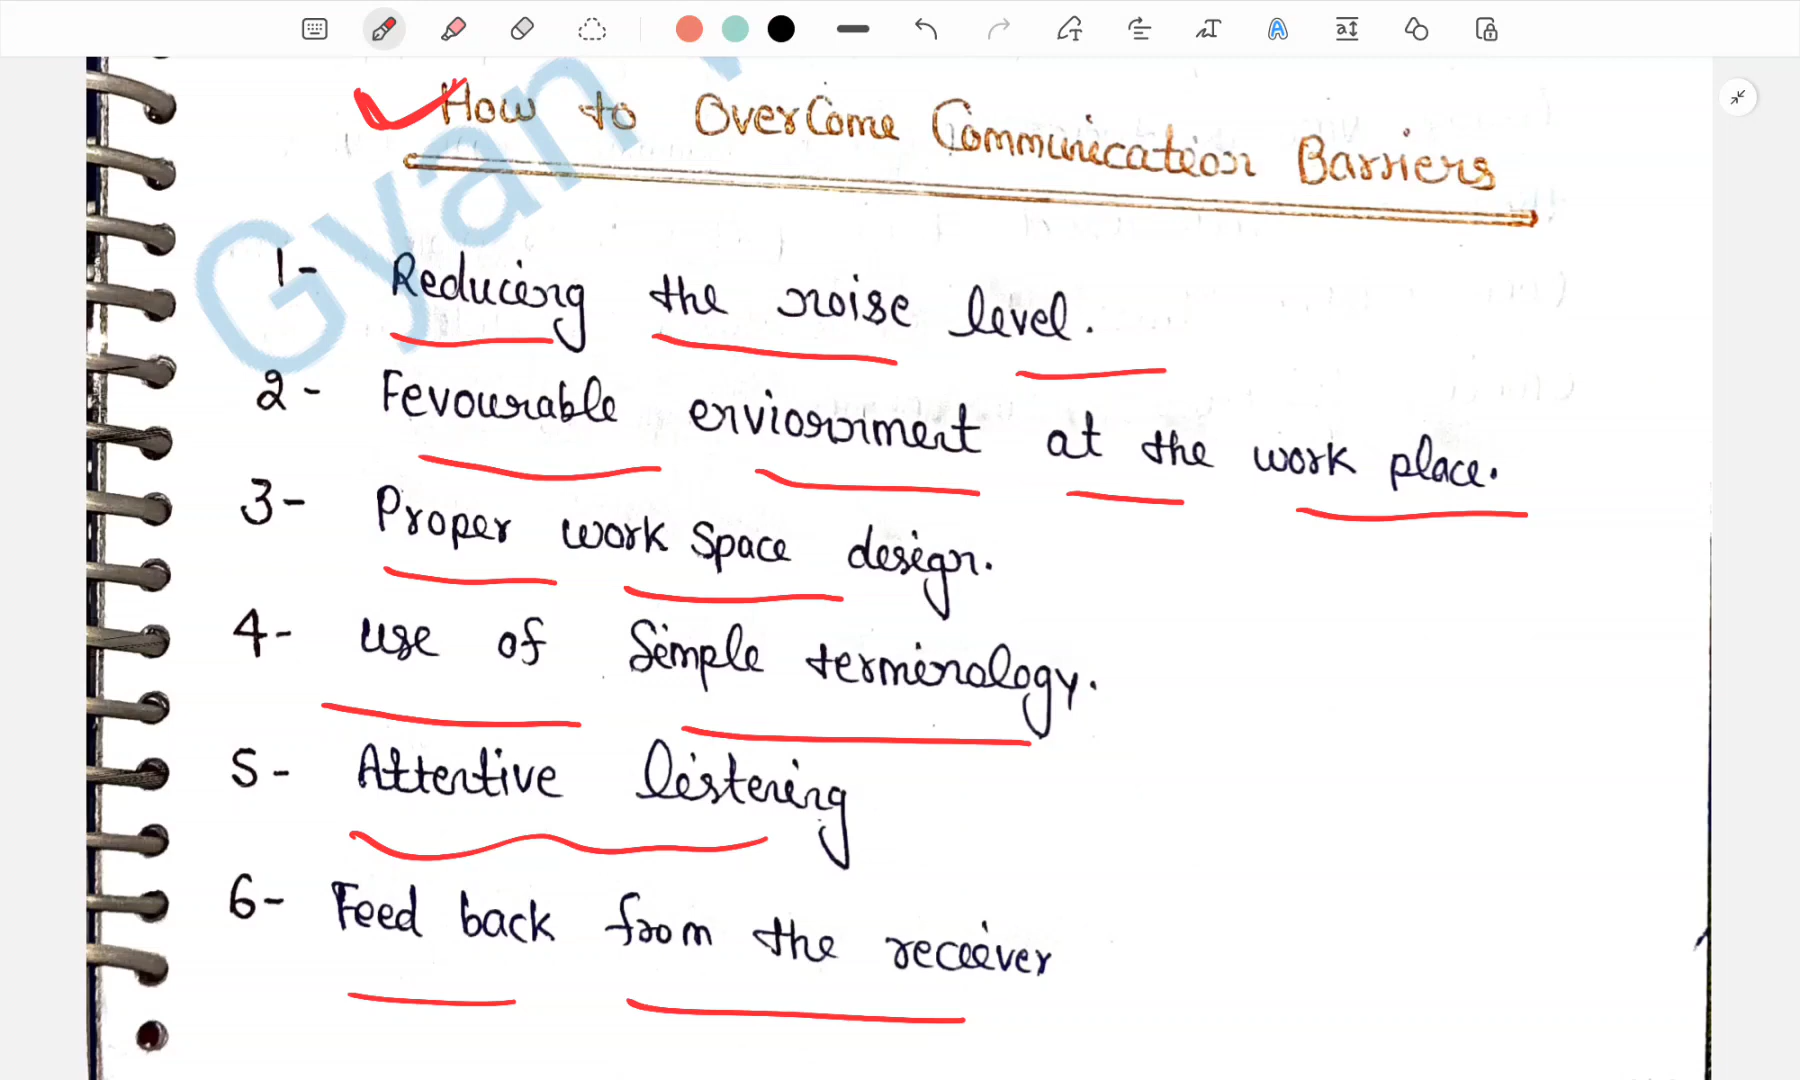 Gyan
How to Overcome Communication Barriers
1- Reducing the noise level.
2- Fevourable enviornment at the work place.
3- Proper work space design.
4- use of Simple terminology.
5- Attentive listening
6- Feed back from the receiver